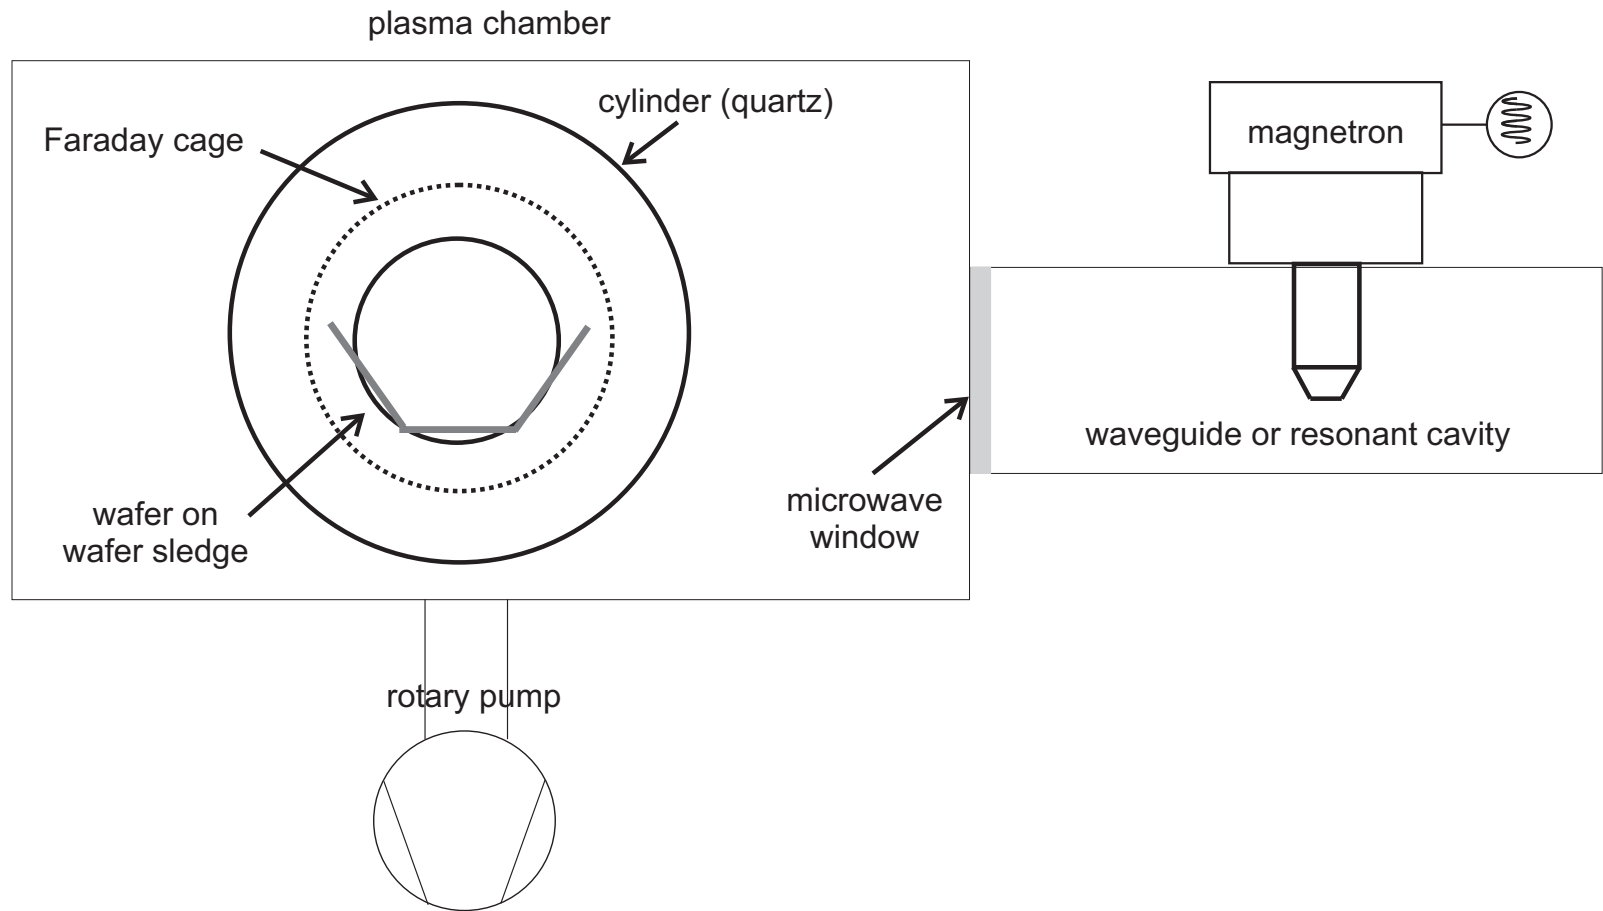 plasma chamber
cylinder (quartz)
Faraday cage
magnetron
waveguide or resonant cavity
microwave
window
wafer on
wafer sledge
rotary pump